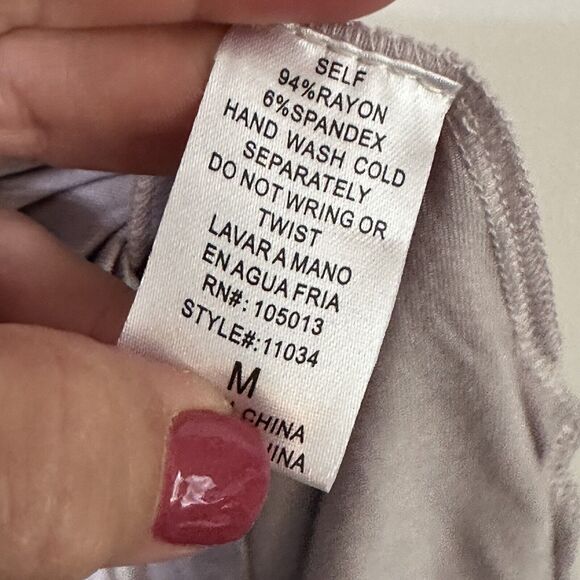 SELF
94%RAYON
6%SPANDEX
HAND WASH COLD
SEPARATELY
DO NOT WRING OR
TWIST
LAVAR A MANO
EN AGUA FRIA
RN#: 105013
STYLE#:11034
M
CHINA